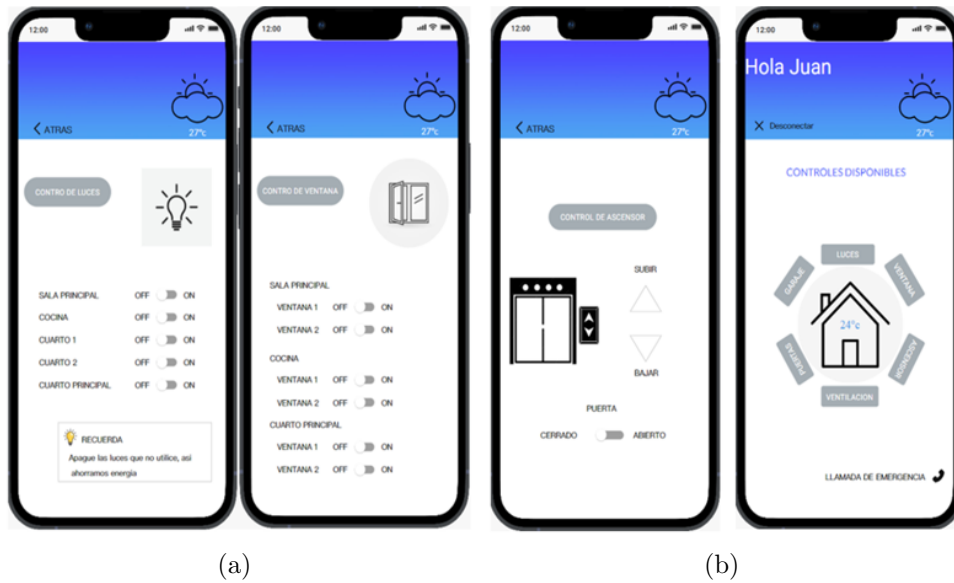 12:00
ATRAS
27°c
CONTRO DE LUCES
SALA PRINCIPAL OFF ON
COCINA OFF ON
CUARTO 1 OFF ON
CUARTO 2 OFF ON
CUARTO PRINCIPAL OFF ON
RECUERDA
Apague las luces que no utilice, asi
ahorramos energia
12:00
ATRAS
27°c
CONTRO DE VENTANA
SALA PRINCIPAL
VENTANA 1 OFF ON
VENTANA 2 OFF ON
COCINA
VENTANA 1 OFF ON
VENTANA 2 OFF ON
CUARTO PRINCIPAL
VENTANA 1 OFF ON
VENTANA 2 OFF ON
(a)
12:00
ATRAS
27°c
CONTROL DE ASCENSOR
SUBIR
BAJAR
PUERTA
CERRADO ABIERTO
12:00
Hola Juan
Desconectar
27°c
CONTROLES DISPONIBLES
LUCES
GARAJE
VENTANA
24°c
PUERTAS
ASCENSOR
VENTILACION
LLAMADA DE EMERGENCIA
(b)